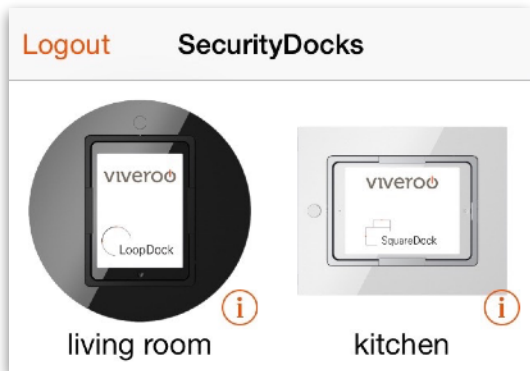 Logout
SecurityDocks
viveroo
LoopDock
viveroo
SquareDock
i
i
living room
kitchen